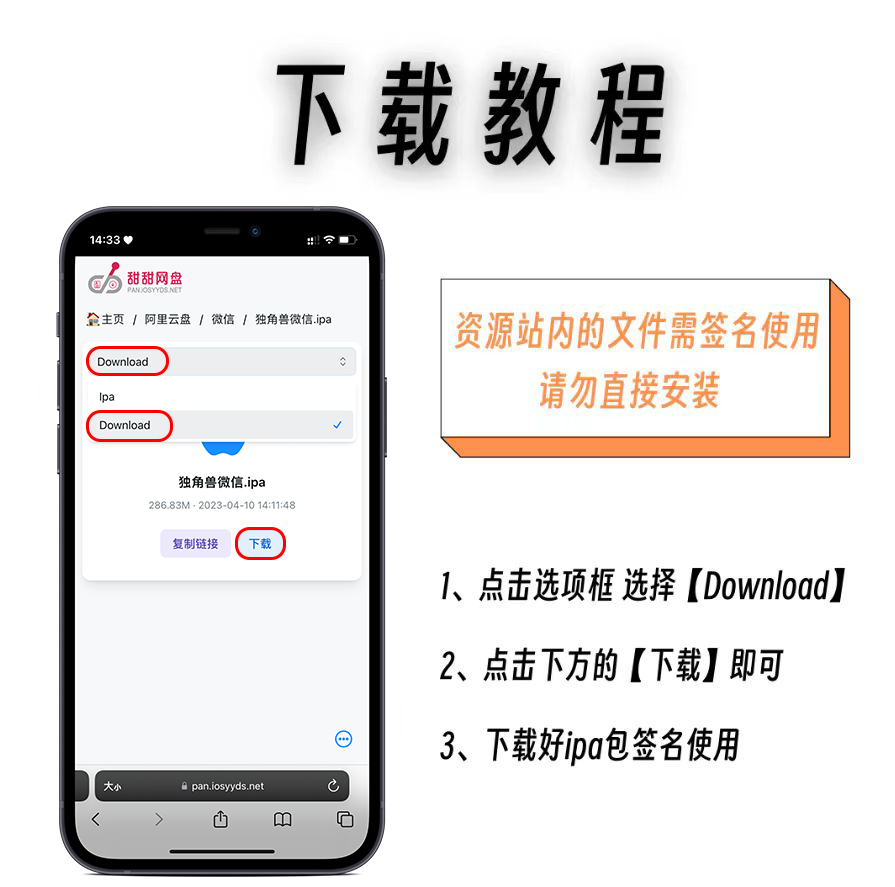 下载教程
14:33
甜甜网盘
PAN.IOSYYDS.NET
主页 / 阿里云盘 / 微信 / 独角兽微信.ipa
Download
Ipa
Download
独角兽微信.ipa
286.83M · 2023-04-10 14:11:48
复制链接 下载
大小 pan.iosyyds.net
资源站内的文件需签名使用
请勿直接安装
1、点击选项框 选择【Download】
2、点击下方的【下载】即可
3、下载好ipa包签名使用